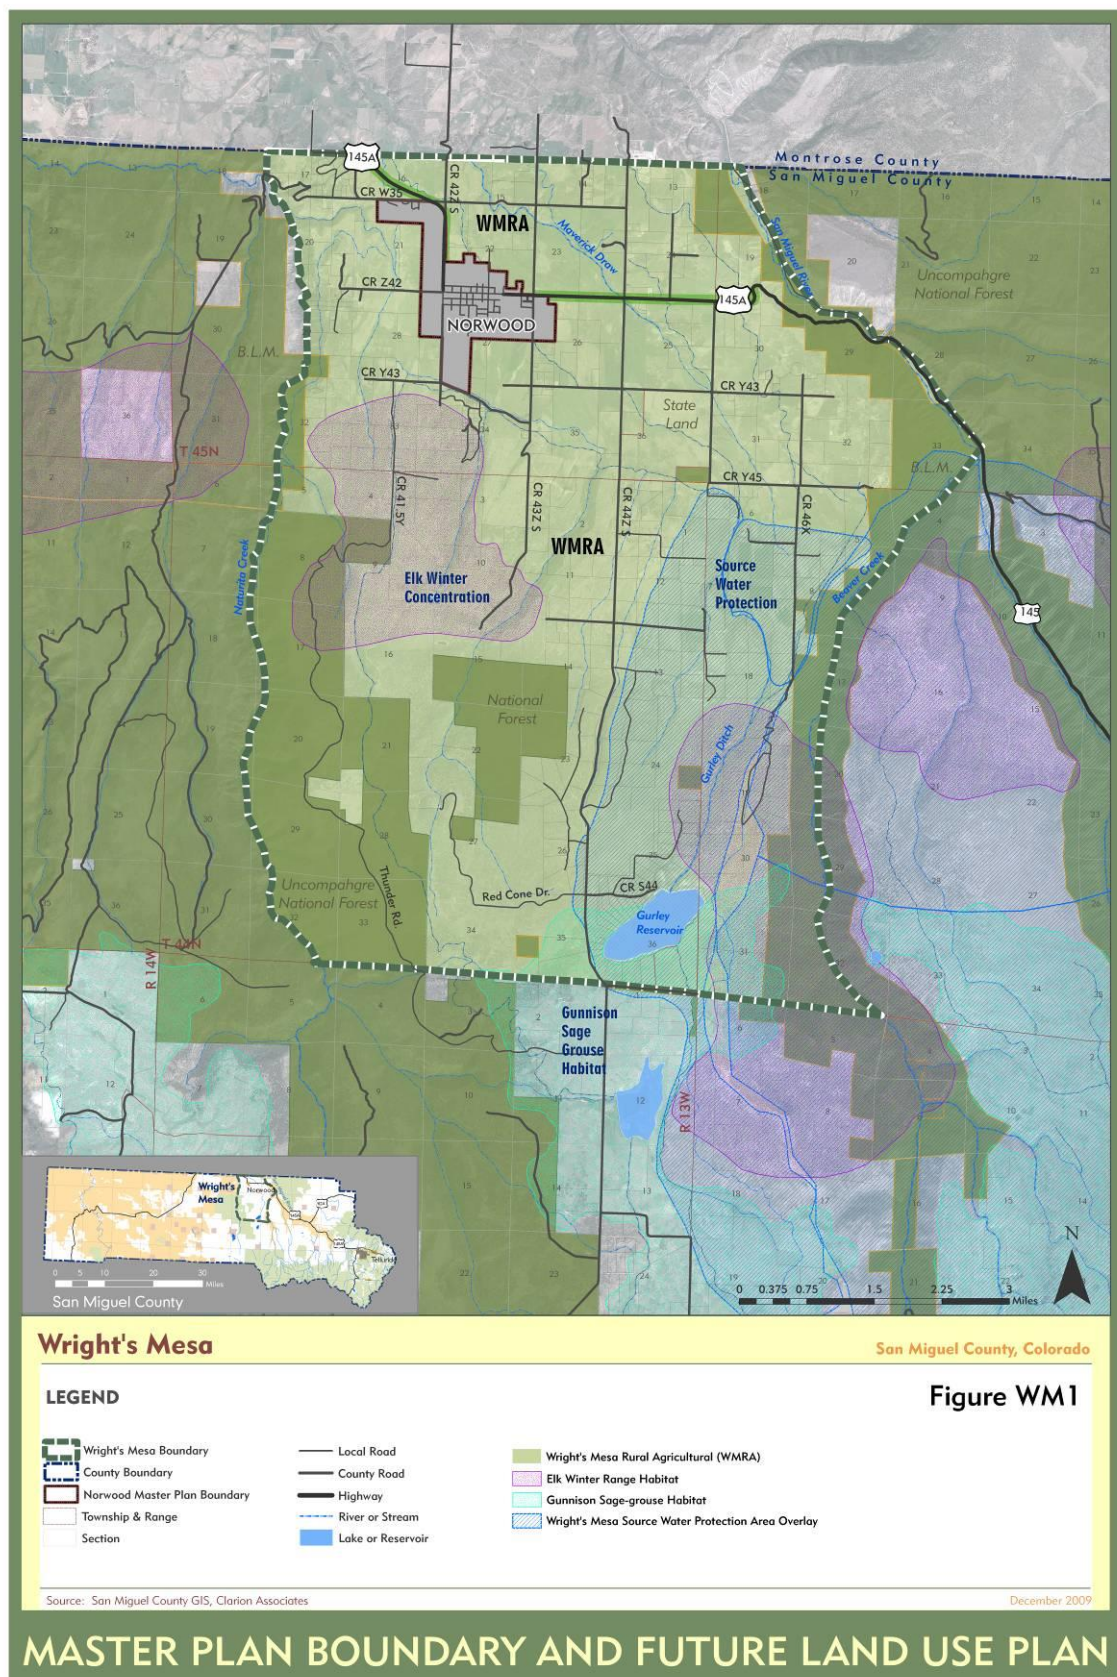 Montrose County
San Miguel County
145A
CR W35
CR 42Z S
WMRA
Maverick Draw
San Miguel River
Uncompahgre
National Forest
CR Z42
145A
NORWOOD
B.L.M.
CR Y43
CR Y43
State
Land
T 45N
B.L.M.
CR Y45
CR 41.5Y
CR 43Z S
CR 44Z S
CR 46X
WMRA
Naturita Creek
Elk Winter
Concentration
Source
Water
Protection
Beaver Creek
145
National
Forest
Gurley Ditch
Thunder Rd.
Uncompahgre
National Forest
Red Cone Dr.
CR S44
Gurley
Reservoir
T 44N
R 14W
Gunnison
Sage
Grouse
Habitat
R 13W
Wright's
Mesa
Norwood
Telluride
0 5 10 20 30
Miles
San Miguel County
N
0 0.375 0.75 1.5 2.25 3
Miles
Wright's Mesa
San Miguel County, Colorado
LEGEND
Figure WM1
Wright's Mesa Boundary
County Boundary
Norwood Master Plan Boundary
Township & Range
Section
Local Road
County Road
Highway
River or Stream
Lake or Reservoir
Wright's Mesa Rural Agricultural (WMRA)
Elk Winter Range Habitat
Gunnison Sage-grouse Habitat
Wright's Mesa Source Water Protection Area Overlay
Source: San Miguel County GIS, Clarion Associates
December 2009
MASTER PLAN BOUNDARY AND FUTURE LAND USE PLAN